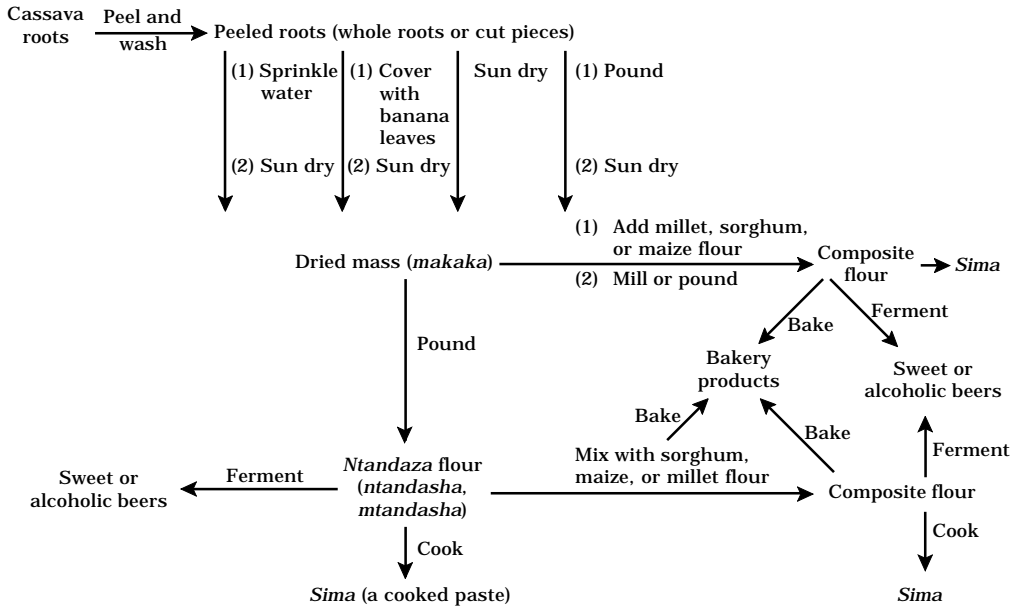 Cassava
roots
Peel and
wash
Peeled roots (whole roots or cut pieces)
(1) Sprinkle
water
(2) Sun dry
(1) Cover
with
banana
leaves
(2) Sun dry
Sun dry
(1) Pound
(2) Sun dry
Dried mass (makaka)
(1) Add millet, sorghum,
or maize flour
(2) Mill or pound
Composite
flour
Sima
Bake
Ferment
Pound
Bakery
products
Sweet or
alcoholic beers
Bake
Bake
Ferment
Sweet or
alcoholic beers
Ferment
Ntandaza flour
(ntandasha,
mtandasha)
Mix with sorghum,
maize, or millet flour
Composite flour
Cook
Cook
Sima (a cooked paste)
Sima